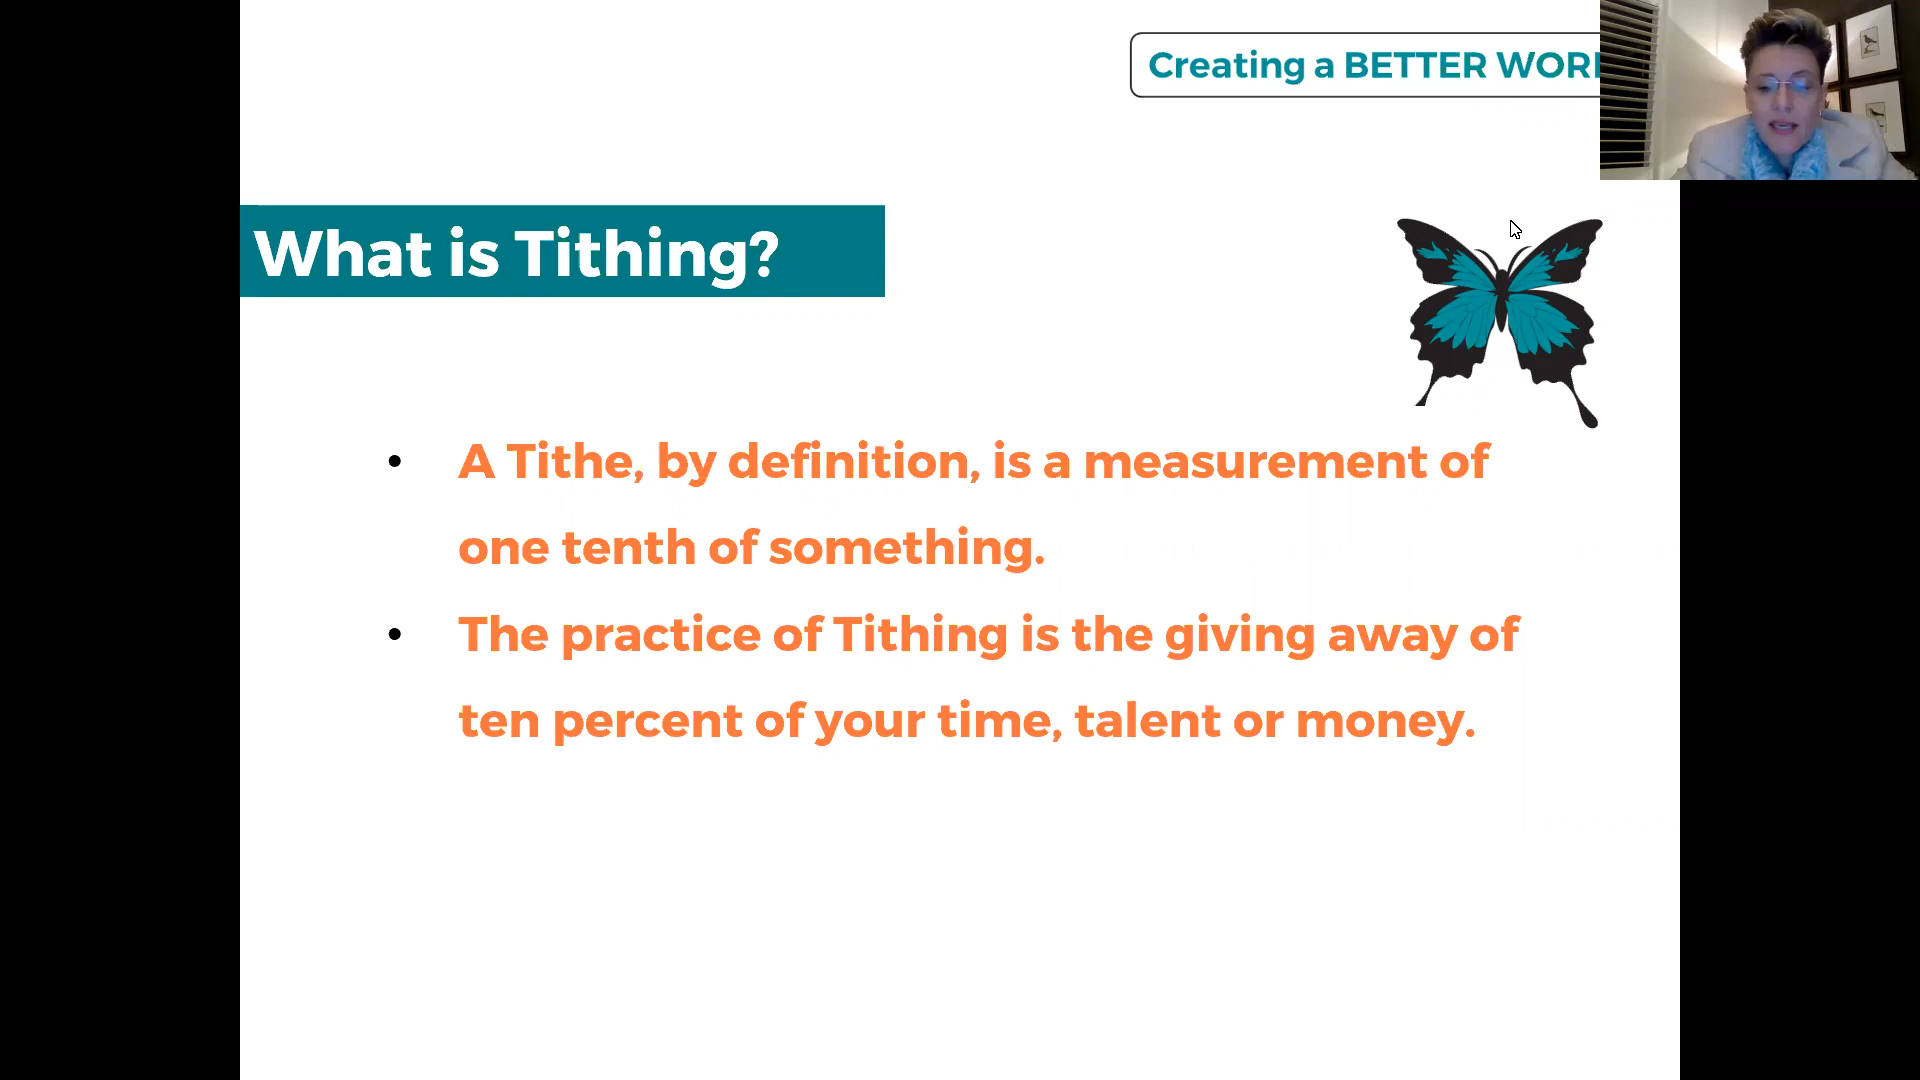 Creating a BETTER
What is Tithing?
• A Tithe, by definition, is a measurement of
one tenth of something.
• The practice of Tithing is the giving away of
ten percent of your time, talent or money.